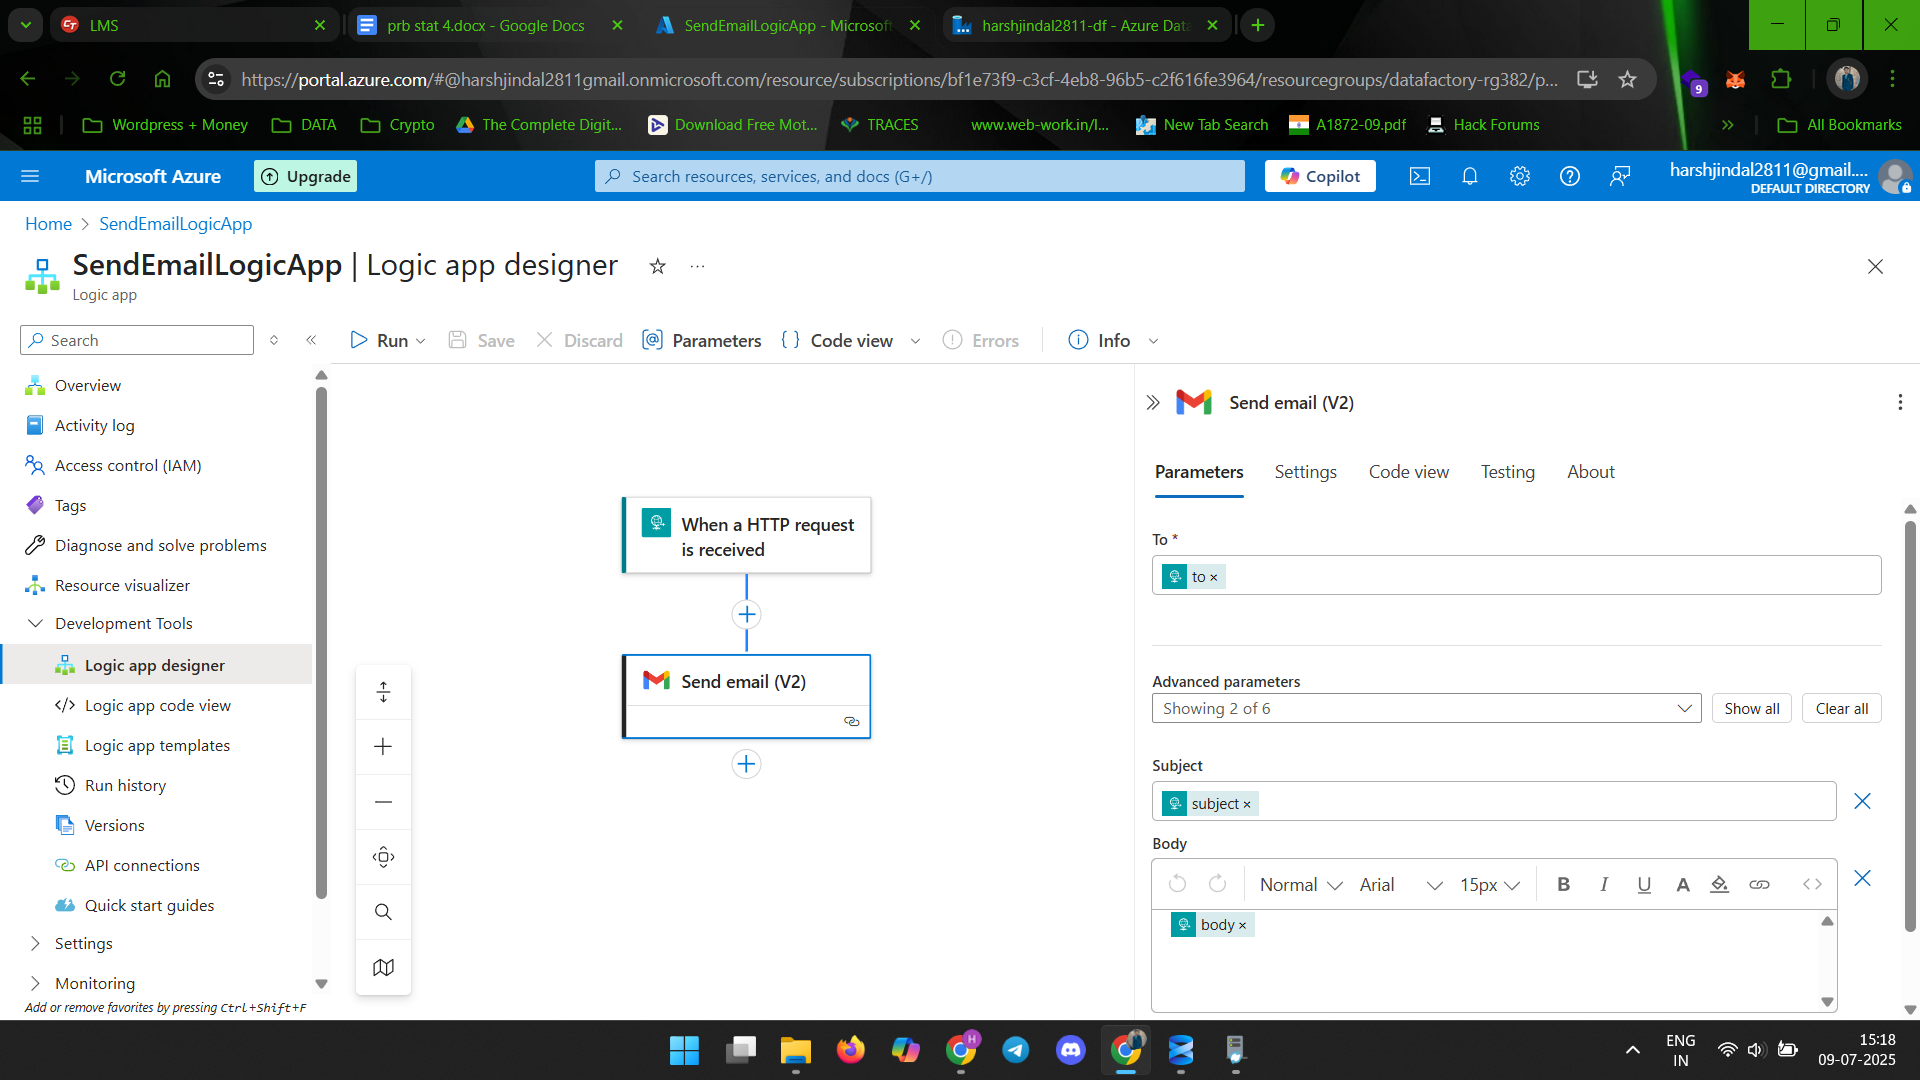 LMS
prb stat 4.docx - Google Docs
SendEmailLogicApp - Microsoft
harshjindal2811-df - Azure Data
https://portal.azure.com/#@harshjindal2811gmail.onmicrosoft.com/resource/subscriptions/bf1e73f9-c3cf-4eb8-96b5-c2f616fe3964/resourcegroups/datafactory-rg382/p...
9
Wordpress + Money
DATA
Crypto
The Complete Digit...
Download Free Mot...
TRACES
www.web-work.in/l...
New Tab Search
A1872-09.pdf
Hack Forums
All Bookmarks
Microsoft Azure
Upgrade
Search resources, services, and docs (G+/)
Copilot
harshjindal2811@gmail....
DEFAULT DIRECTORY
Home > SendEmailLogicApp
SendEmailLogicApp | Logic app designer
Logic app
Search
Run
Save
Discard
Parameters
Code view
Errors
Info
Overview
Activity log
Access control (IAM)
Tags
Diagnose and solve problems
Resource visualizer
Development Tools
Logic app designer
Logic app code view
Logic app templates
Run history
Versions
API connections
Quick start guides
Settings
Monitoring
Add or remove favorites by pressing Ctrl+Shift+F
When a HTTP request
is received
Send email (V2)
Send email (V2)
Parameters
Settings
Code view
Testing
About
To *
to ×
Advanced parameters
Showing 2 of 6
Show all
Clear all
Subject
subject ×
Body
Normal
Arial
15px
B
I
U
A
body ×
H
ENG
IN
15:18
09-07-2025